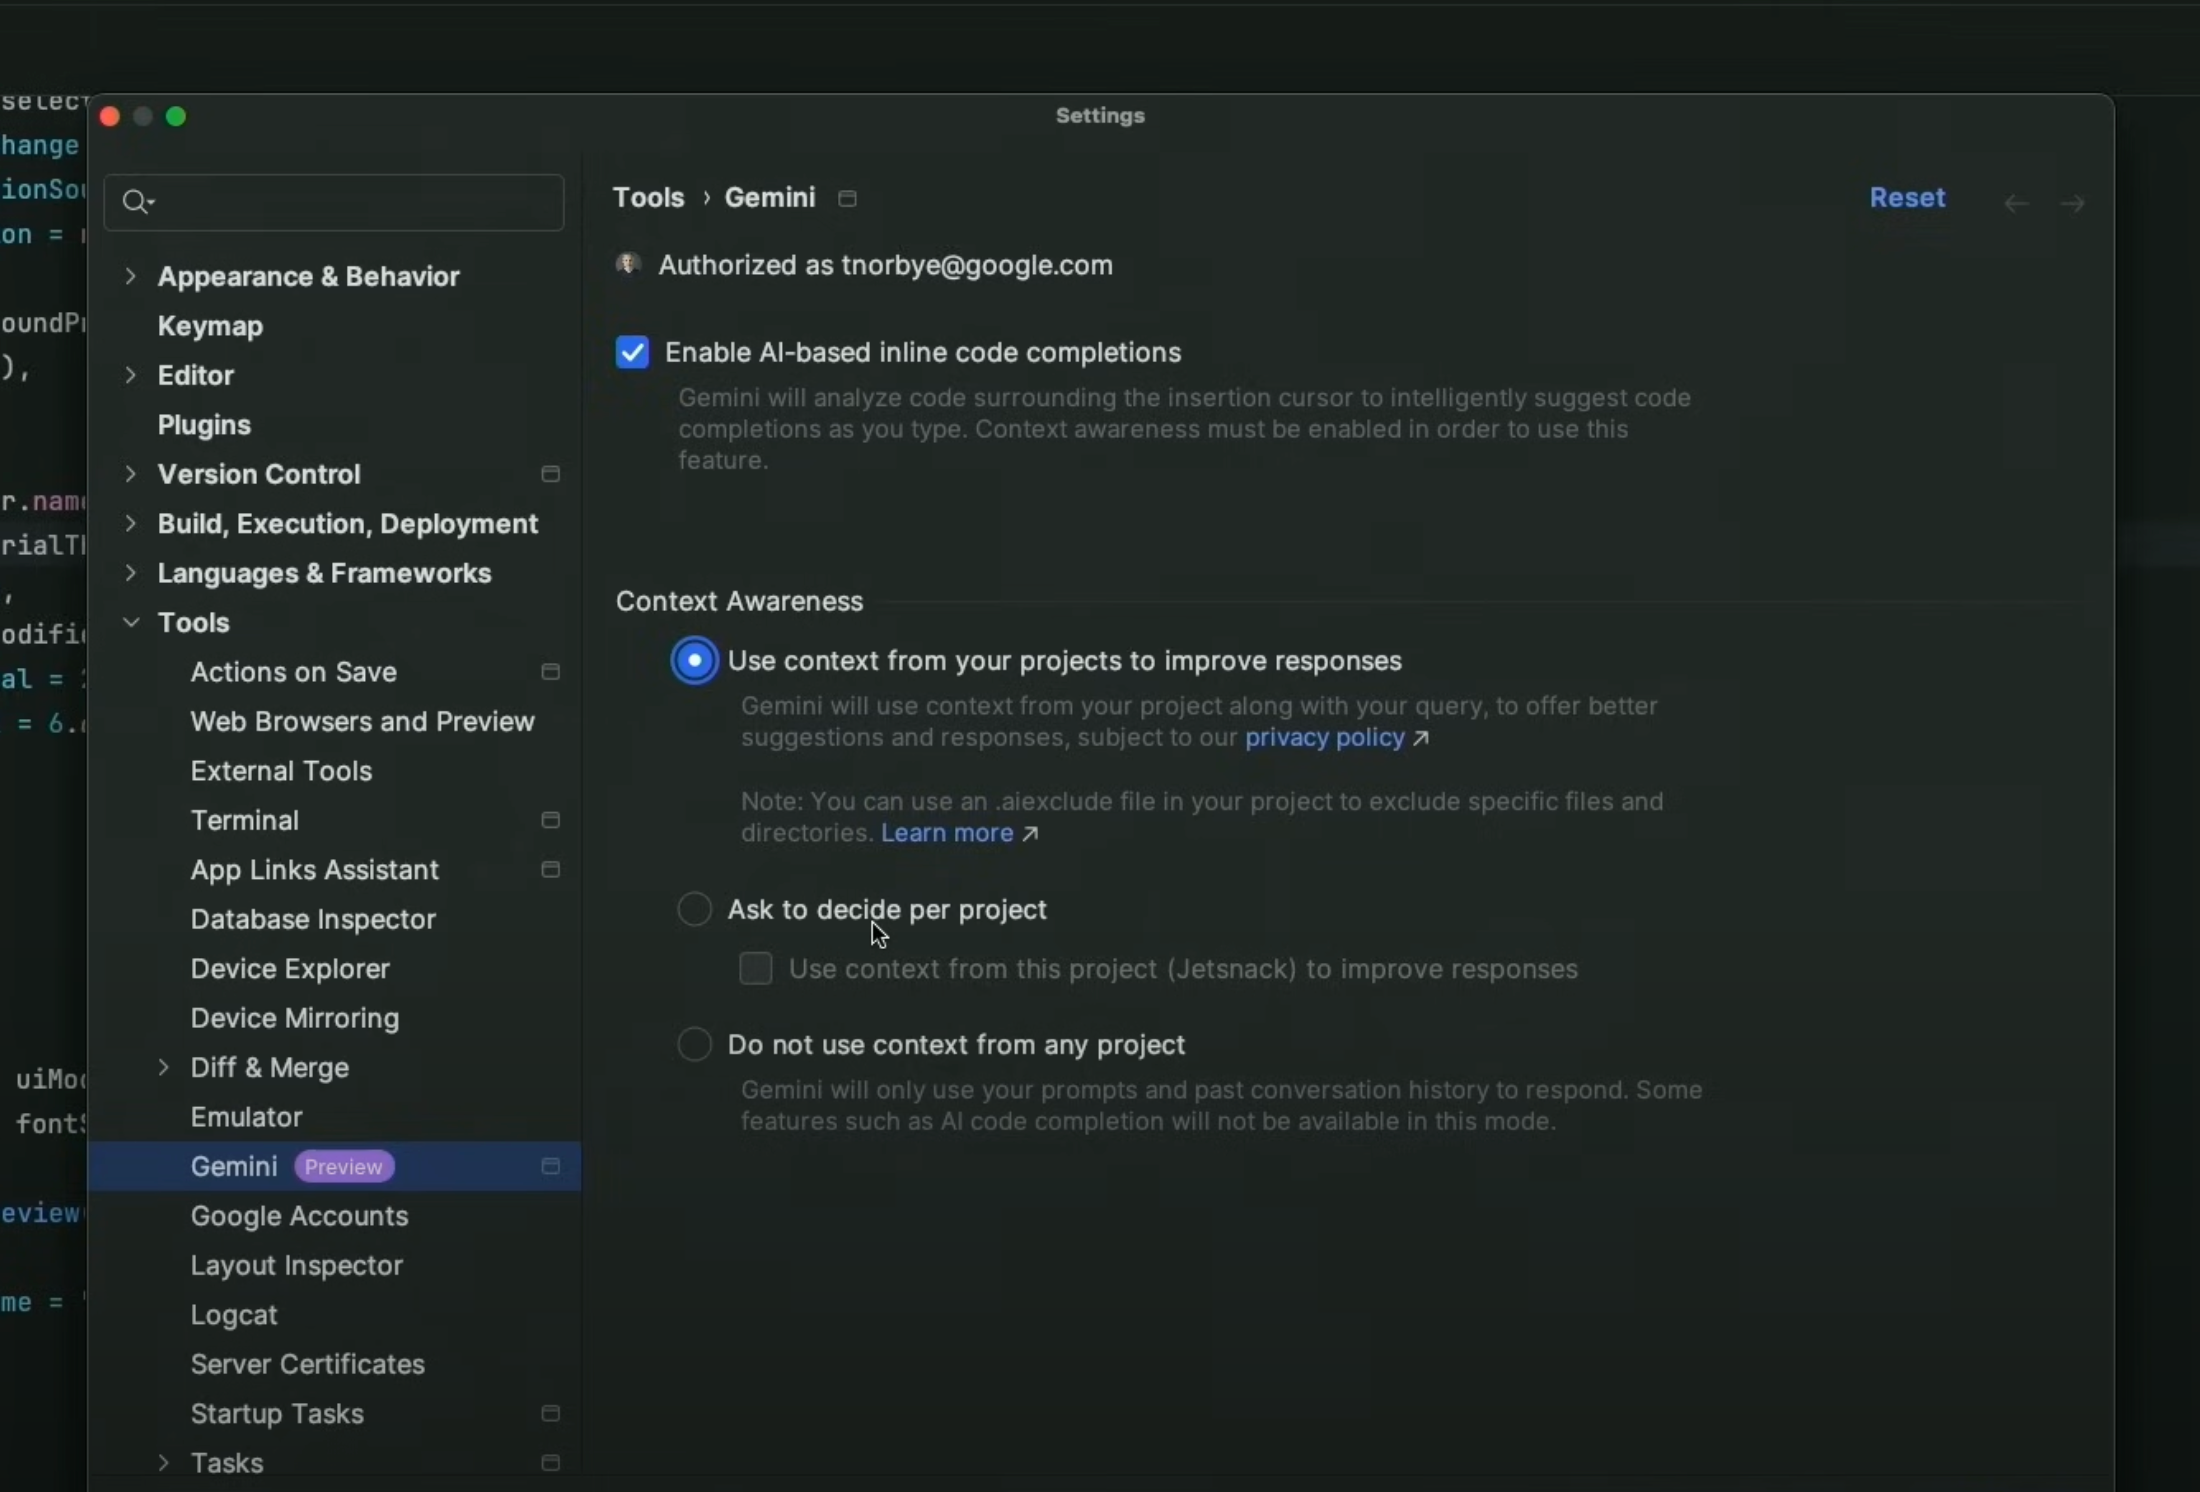 select
hange
ionSou
on =
oundP
),
r.name
rialTh
,
odifie
al =
= 6.
uiMod
fontS
eview
me = "
Settings
Appearance & Behavior
Keymap
Editor
Plugins
Version Control
Build, Execution, Deployment
Languages & Frameworks
Tools
Actions on Save
Web Browsers and Preview
External Tools
Terminal
App Links Assistant
Database Inspector
Device Explorer
Device Mirroring
Diff & Merge
Emulator
Gemini Preview
Google Accounts
Layout Inspector
Logcat
Server Certificates
Startup Tasks
Tasks
Tools › Gemini
Reset
Authorized as tnorbye@google.com
Enable AI-based inline code completions
Gemini will analyze code surrounding the insertion cursor to intelligently suggest code
completions as you type. Context awareness must be enabled in order to use this
feature.
Context Awareness
Use context from your projects to improve responses
Gemini will use context from your project along with your query, to offer better
suggestions and responses, subject to our privacy policy ↗
Note: You can use an .aiexclude file in your project to exclude specific files and
directories. Learn more ↗
Ask to decide per project
Use context from this project (Jetsnack) to improve responses
Do not use context from any project
Gemini will only use your prompts and past conversation history to respond. Some
features such as AI code completion will not be available in this mode.